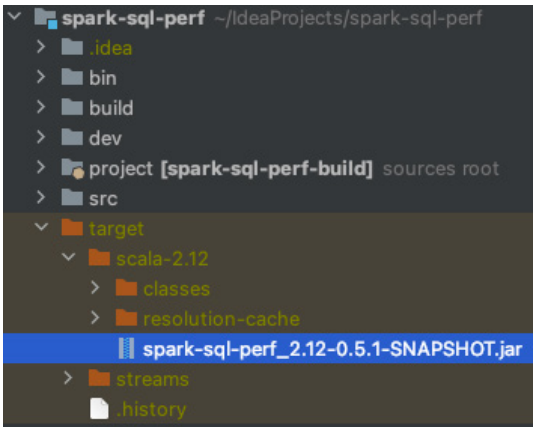 spark-sql-perf ~/IdeaProjects/spark-sql-perf
.idea
bin
build
dev
project [spark-sql-perf-build] sources root
src
target
scala-2.12
classes
resolution-cache
spark-sql-perf_2.12-0.5.1-SNAPSHOT.jar
streams
.history